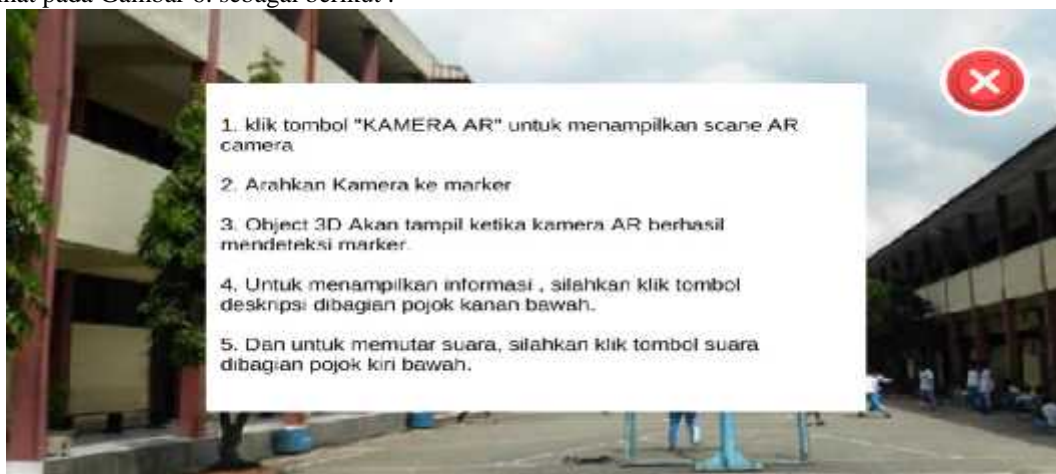 pada Gambar 6. sebagai berikut :
1. klik tombol "KAMERA AR" untuk menampilkan scane AR
camera
2. Arahkan Kamera ke marker
3. Object 3D Akan tampil ketika kamera AR berhasil
mendeteksi marker.
4. Untuk menampilkan informasi , silahkan klik tombol
deskripsi dibagian pojok kanan bawah.
5. Dan untuk memutar suara, silahkan klik tombol suara
dibagian pojok kiri bawah.